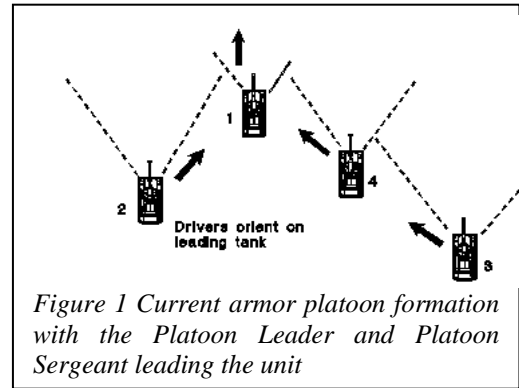 1
2
4
Drivers orient on
leading tank
3
Figure 1 Current armor platoon formation
with the Platoon Leader and Platoon
Sergeant leading the unit